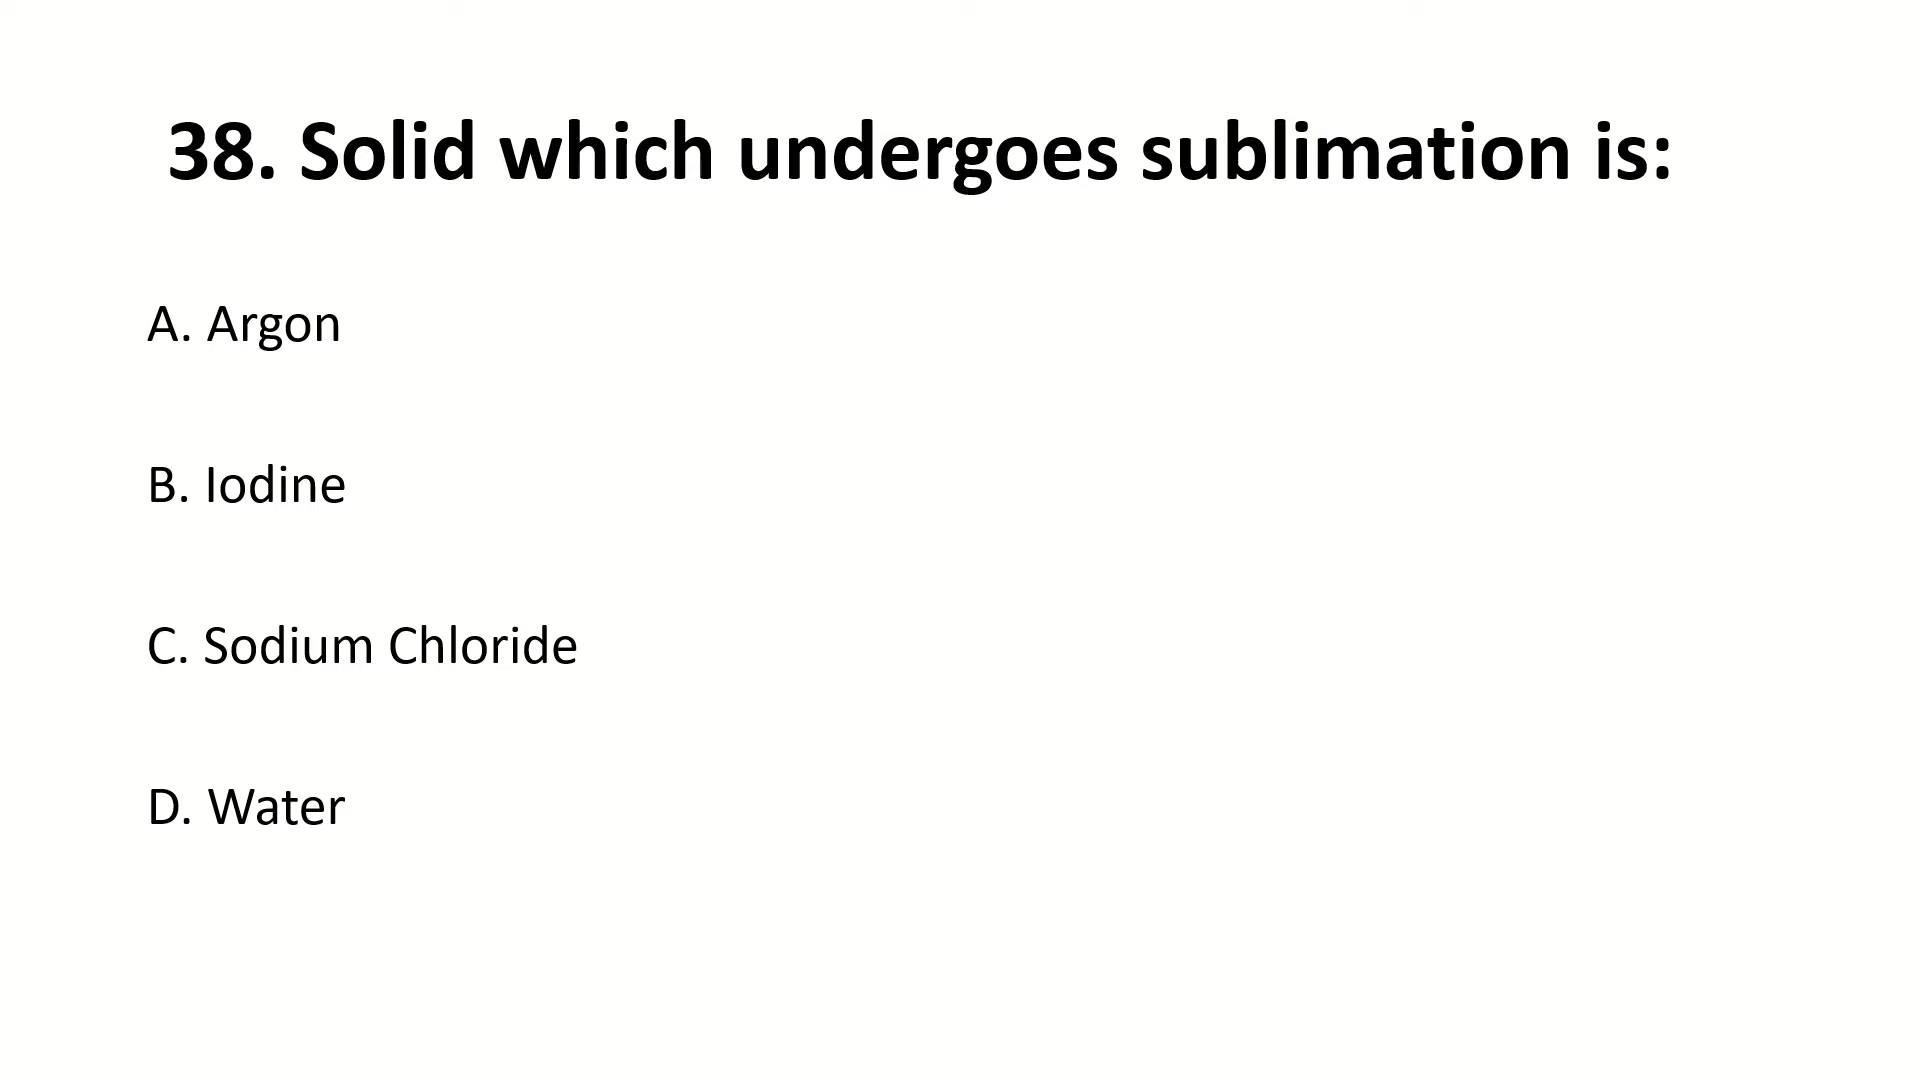 38. Solid which undergoes sublimation is:
A. Argon
B. Iodine
C. Sodium Chloride
D. Water